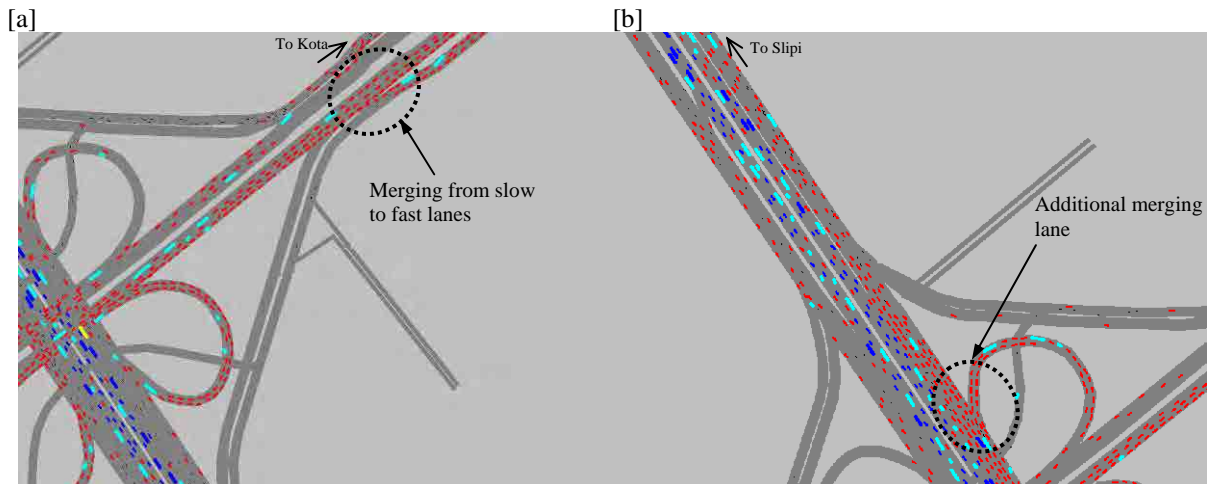 [a]
[b]
To Kota
To Slipi
Merging from slow
to fast lanes
Additional merging
lane